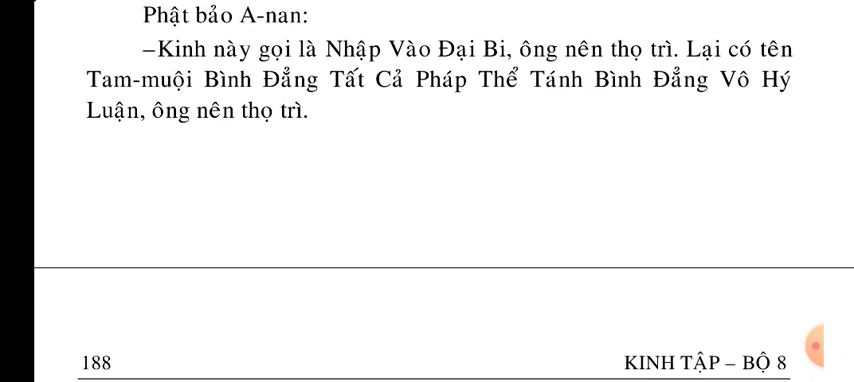 Phật bảo A-nan:
–Kinh này gọi là Nhập Vào Đại Bi, ông nên thọ trì. Lại có tên
Tam-muội Bình Đẳng Tất Cả Pháp Thể Tánh Bình Đẳng Vô Hý
Luận, ông nên thọ trì.
188 KINH TẬP – BỘ 8